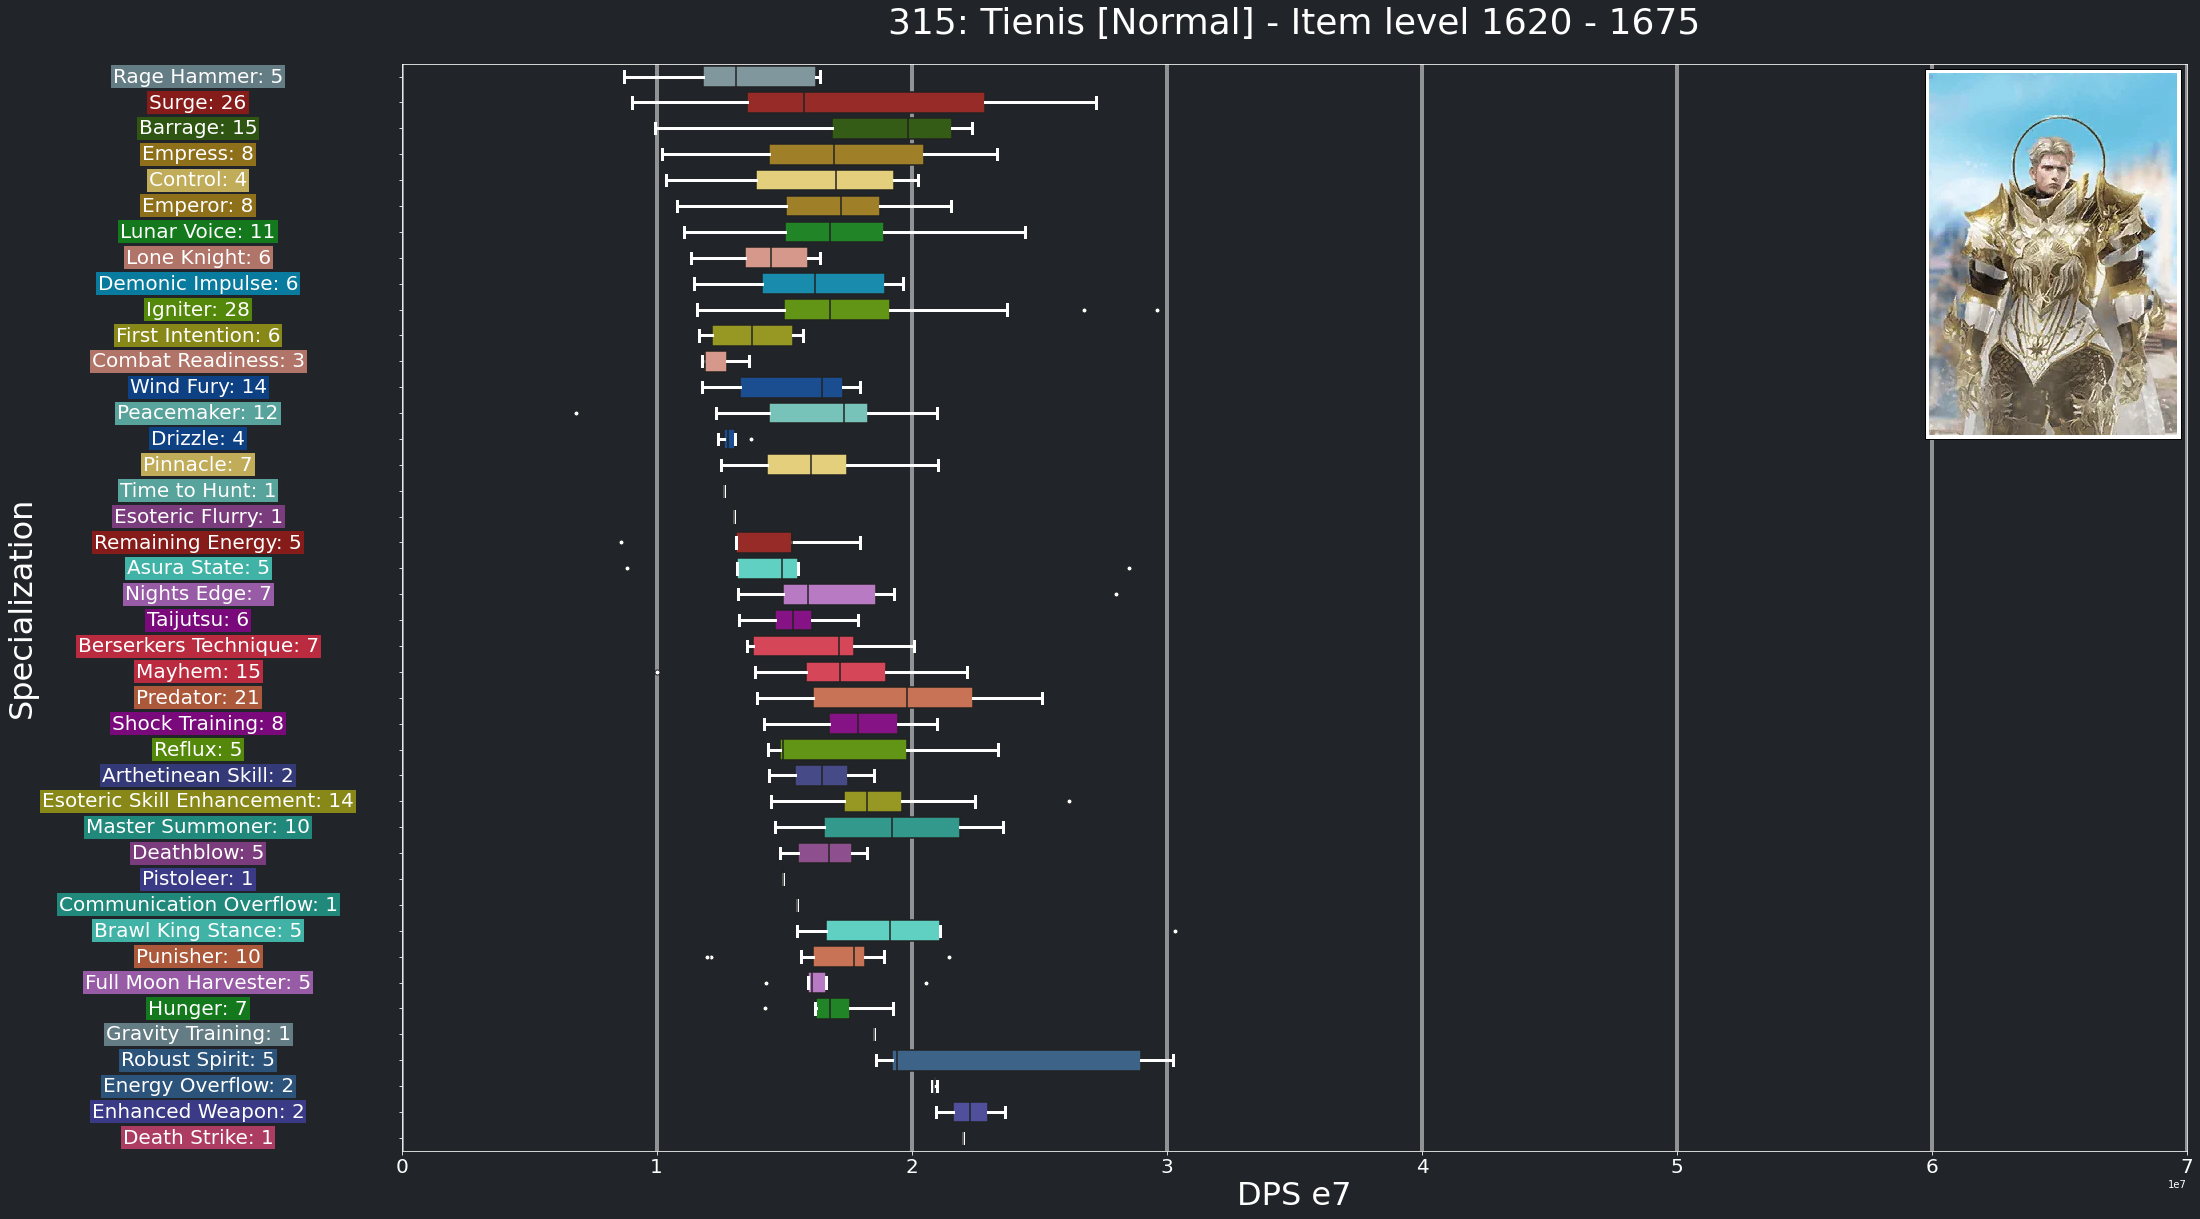 315: Tienis [Normal] - Item level 1620 - 1675
Specialization
Rage Hammer: 5
Surge: 26
Barrage: 15
Empress: 8
Control: 4
Emperor: 8
Lunar Voice: 11
Lone Knight: 6
Demonic Impulse: 6
Igniter: 28
First Intention: 6
Combat Readiness: 3
Wind Fury: 14
Peacemaker: 12
Drizzle: 4
Pinnacle: 7
Time to Hunt: 1
Esoteric Flurry: 1
Remaining Energy: 5
Asura State: 5
Nights Edge: 7
Taijutsu: 6
Berserkers Technique: 7
Mayhem: 15
Predator: 21
Shock Training: 8
Reflux: 5
Arthetinean Skill: 2
Esoteric Skill Enhancement: 14
Master Summoner: 10
Deathblow: 5
Pistoleer: 1
Communication Overflow: 1
Brawl King Stance: 5
Punisher: 10
Full Moon Harvester: 5
Hunger: 7
Gravity Training: 1
Robust Spirit: 5
Energy Overflow: 2
Enhanced Weapon: 2
Death Strike: 1
0 1 2 3 4 5 6 7
1e7
DPS e7